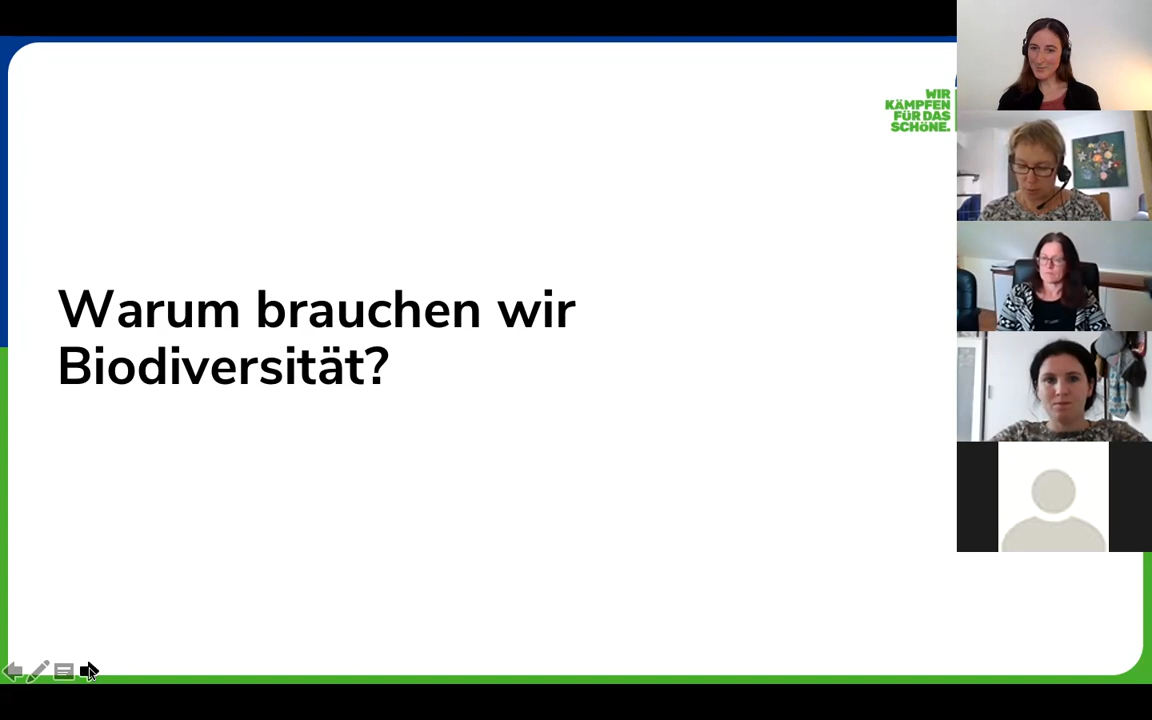 WIR
KÄMPFEN
FÜR DAS
SCHÖNE.
Warum brauchen wir
Biodiversität?